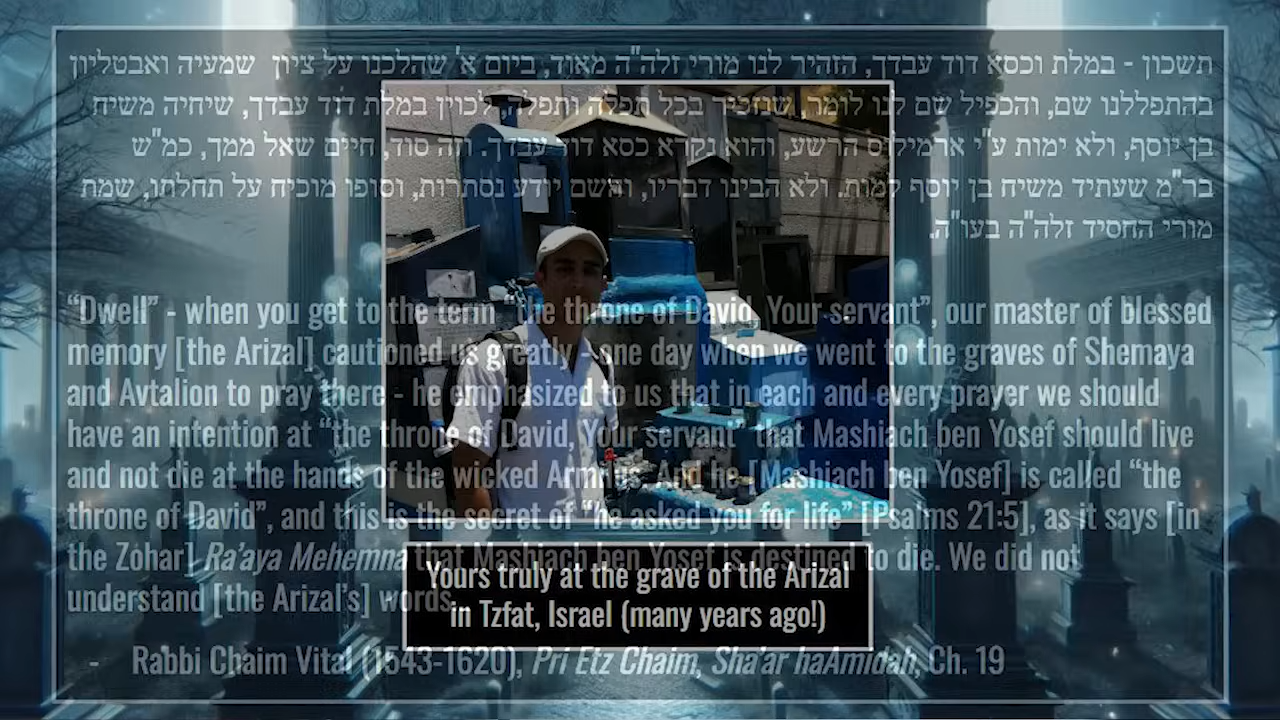 תשכון - במלת וכסא דוד עבדך, הזהיר לנו מורי זלה"ה מאוד, ביום א' שהלכנו על ציון שמעיה ואבטליון
בהתפללנו שם, והכפיל שם לנו לומר, שנזכיר בכל תפלה ותפלה לכוין במלת דוד עבדך, שיחיה משיח
בן יוסף, ולא ימות ע"י ארמילוס הרשע, והוא נקרא כסא דוד עבדך. וזה סוד, חיים שאל ממך, כמ"ש
בר"מ שעתיד משיח בן יוסף למות. ולא הבינו דבריו, והשם יודע נסתרות, וסופו מוכיח על תחלתו, שמת
מורי החסיד זלה"ה בעו"ה.
“Dwell” - when you get to the term “the throne of David, Your servant”, our master of blessed
memory [the Arizal] cautioned us greatly - one day when we went to the graves of Shemaya
and Avtalion to pray there - he emphasized to us that in each and every prayer we should
have an intention at “the throne of David, Your servant” that Mashiach ben Yosef should live
and not die at the hands of the wicked Armilus. And he [Mashiach ben Yosef] is called “the
throne of David”, and this is the secret of “he asked you for life” [Psalms 21:5], as it says [in
the Zohar] Ra’aya Mehemna that Mashiach ben Yosef is destined to die. We did not
understand [the Arizal’s] words.
Yours truly at the grave of the Arizal
in Tzfat, Israel (many years ago!)
- Rabbi Chaim Vital (1543-1620), Pri Etz Chaim, Sha’ar haAmidah, Ch. 19